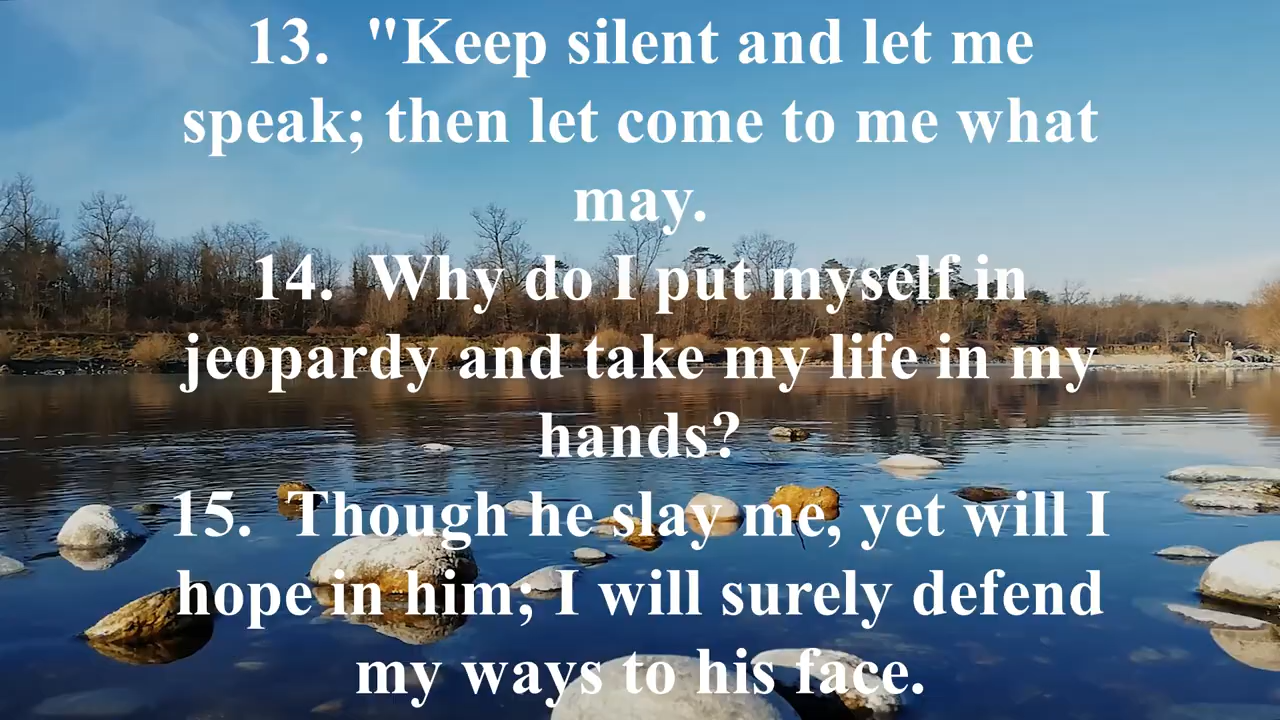 13.  "Keep silent and let me
speak; then let come to me what
may.
14.  Why do I put myself in
jeopardy and take my life in my
hands?
15.  Though he slay me, yet will I
hope in him; I will surely defend
my ways to his face.